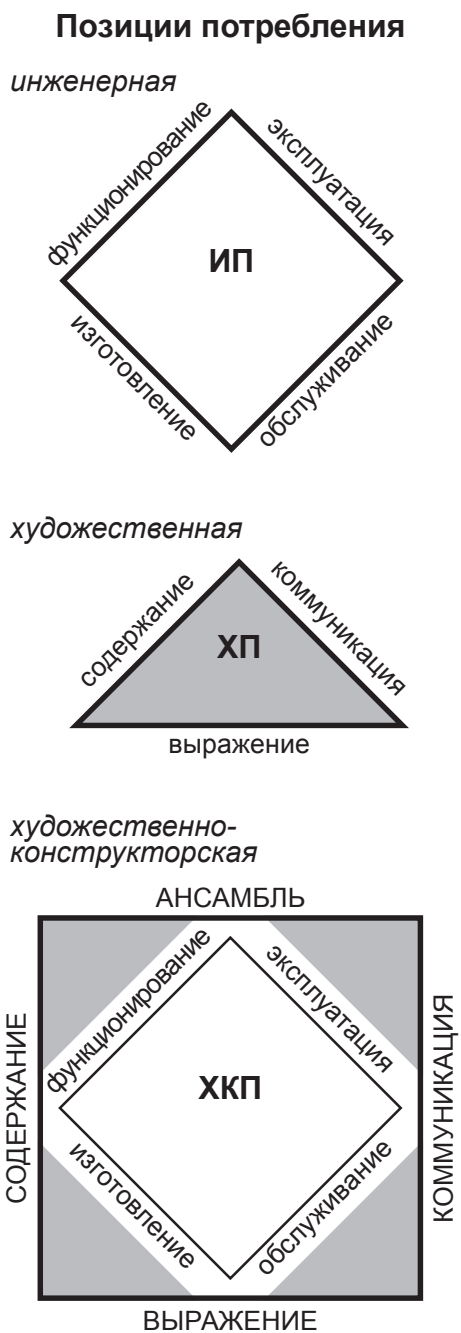 Позиции потребления
инженерная
функционирование
эксплуатация
ИП
изготовление
обслуживание
художественная
содержание
коммуникация
ХП
выражение
художественно-
конструкторская
АНСАМБЛЬ
функционирование
эксплуатация
СОДЕРЖАНИЕ
ХКП
КОММУНИКАЦИЯ
изготовление
обслуживание
ВЫРАЖЕНИЕ